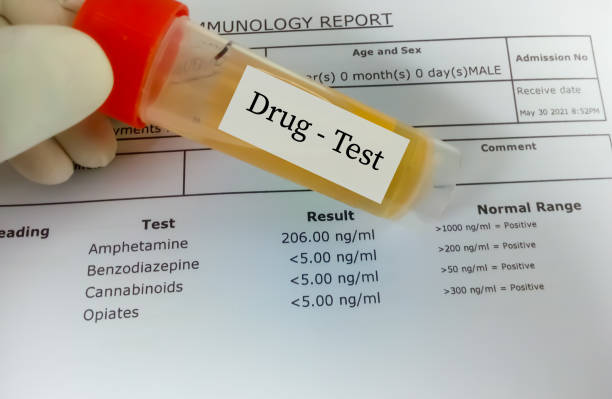 MMUNOLOGY REPORT
Age and Sex
Admission No
0 month(s) 0 day(s)MALE
Receive date
May 30 2021 8:52PM
Drug - Test
Comment
eading
Test
Result
Normal Range
Amphetamine
206.00 ng/ml
>1000 ng/ml = Positive
Benzodiazepine
<5.00 ng/ml
>200 ng/ml = Positive
Cannabinoids
<5.00 ng/ml
>50 ng/ml = Positive
Opiates
<5.00 ng/ml
>300 ng/ml = Positive